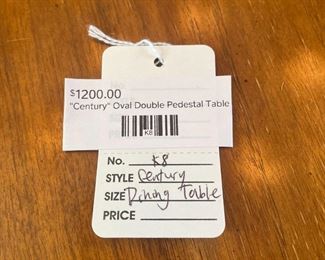 $1200.00
"Century" Oval Double Pedestal Table
K8
No. K8
STYLE Century
SIZE Dining Table
PRICE